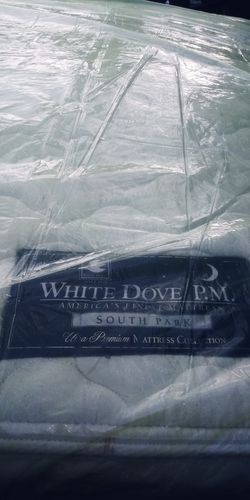 WHITE DOVE P.M.
AMERICA'S FINEST MATTRESS
SOUTH PARK
Ultra Premium MATTRESS COLLECTION